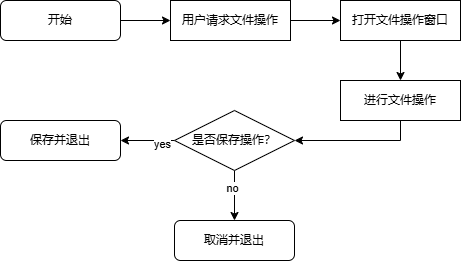 开始
用户请求文件操作
打开文件操作窗口
进行文件操作
是否保存操作?
yes
保存并退出
no
取消并退出